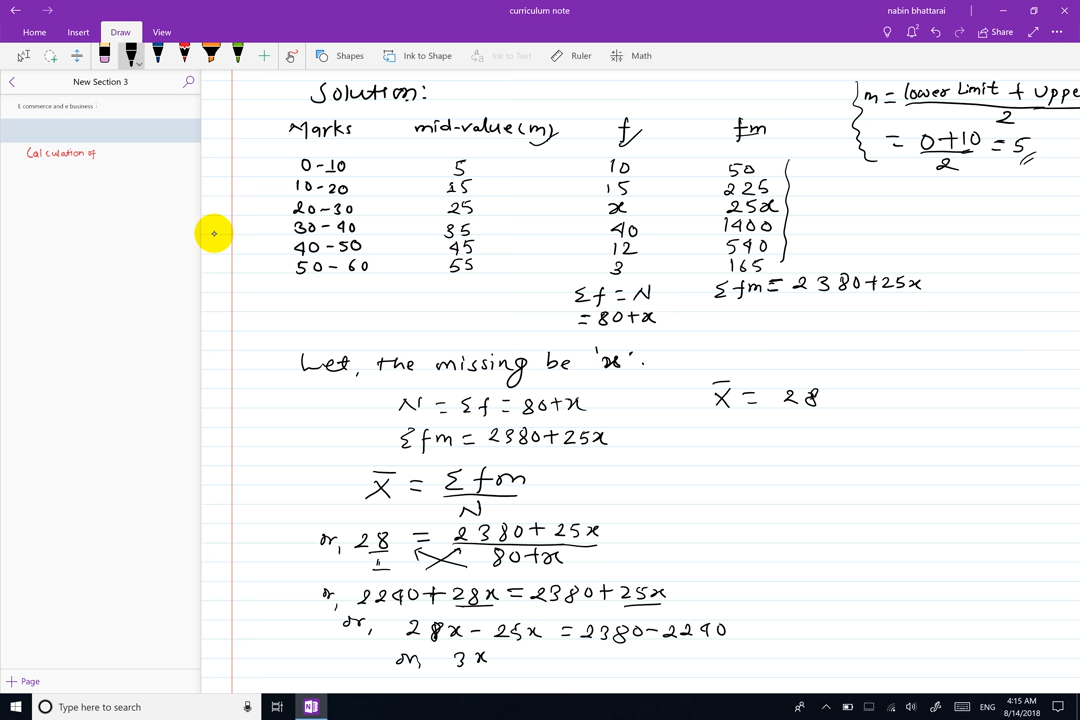 curriculum note
nabin bhattarai
Home Insert Draw View
Share
Shapes Ink to Shape Ink to Text Ruler Math
New Section 3
E commerce and e business :
Calculation of
Solution:
m = lower Limit + Uppe
2
= 0+10 = 5
2
Marks mid-value(m) f fm
0-10 5 10 50
10-20 15 15 225
20-30 25 x 25x
30-40 35 40 1400
40-50 45 12 540
50-60 55 3 165
Σf = N Σfm = 2380+25x
= 80+x
Let, the missing be 'x'.
N = Σf = 80+x X̄ = 28
Σfm = 2380+25x
X̄ = Σfm
N
or, 28 = 2380+25x
1 80+x
or, 2240+28x = 2380+25x
or, 28x-25x = 2380-2240
or, 3x
+ Page
Type here to search
ENG
4:15 AM
8/14/2018